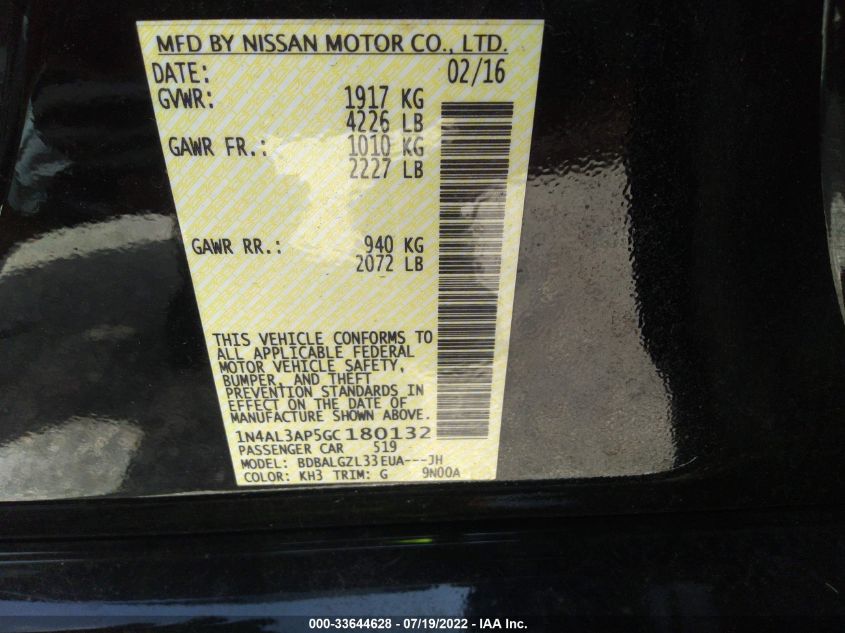 MFD BY NISSAN MOTOR CO., LTD.
DATE: 02/16
GVWR: 1917 KG
4226 LB
GAWR FR.: 1010 KG
2227 LB
GAWR RR.: 940 KG
2072 LB
THIS VEHICLE CONFORMS TO
ALL APPLICABLE FEDERAL
MOTOR VEHICLE SAFETY,
BUMPER, AND THEFT
PREVENTION STANDARDS IN
EFFECT ON THE DATE OF
MANUFACTURE SHOWN ABOVE.
1N4AL3AP5GC180132
PASSENGER CAR 519
MODEL: BDBALGZL33EUA---JH
COLOR: KH3 TRIM: G 9N00A
000-33644628 - 07/19/2022 - IAA Inc.